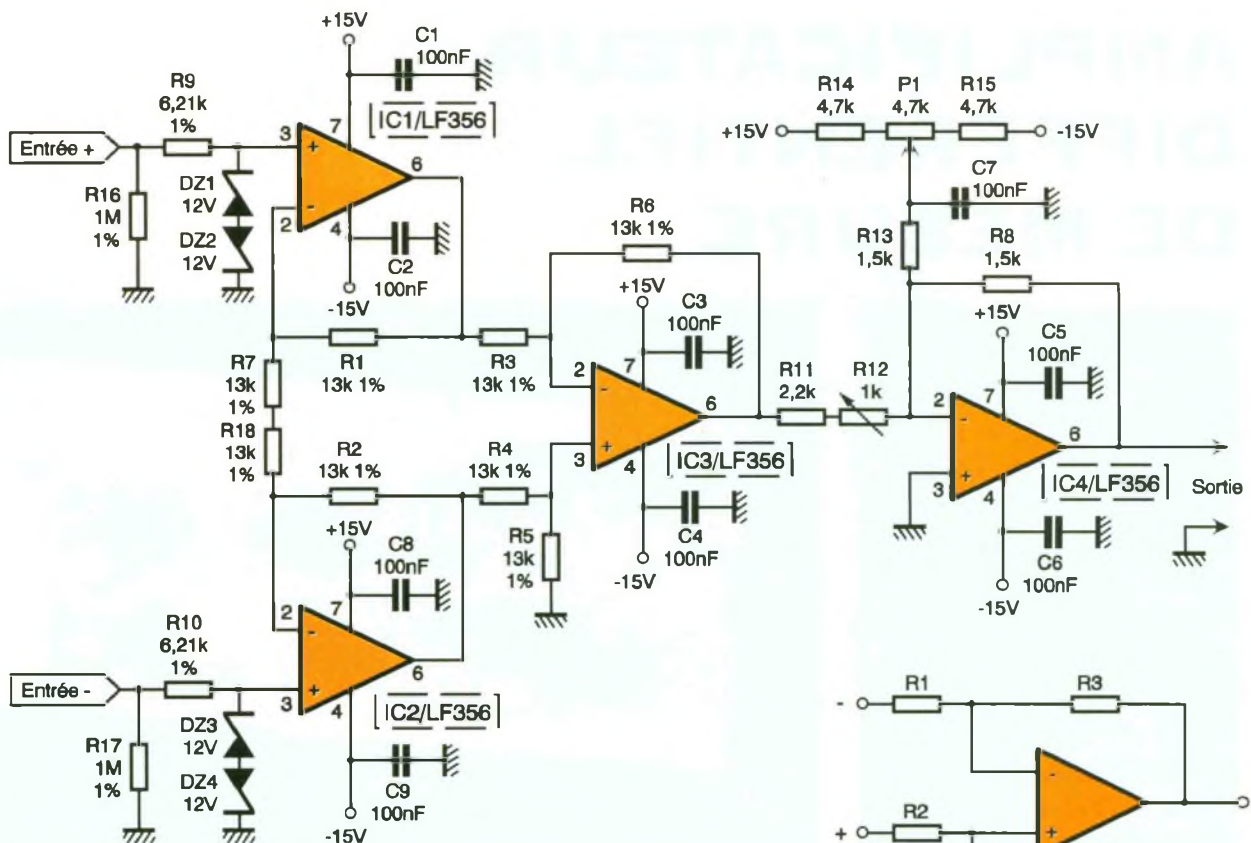 +15V
C1
100nF
R9
6,21k
1%
IC1/LF356
Entrée +
3
+
7
6
-
2
4
R16
1M
1%
DZ1
12V
DZ2
12V
C2
100nF
-15V
R14
4,7k
P1
4,7k
R15
4,7k
+15V
-15V
C7
100nF
R6
13k 1%
R13
1,5k
R8
1,5k
+15V
C3
100nF
+15V
C5
100nF
R1
13k 1%
R3
13k 1%
R7
13k
1%
R18
13k
1%
R2
13k 1%
R4
13k 1%
2
-
7
6
3
+
4
R11
2,2k
R12
1k
IC3/LF356
2
-
7
6
3
+
4
IC4/LF356
Sortie
R5
13k
1%
C4
100nF
-15V
C6
100nF
-15V
+15V
C8
100nF
R10
6,21k
1%
Entrée -
2
-
7
6
3
+
4
IC2/LF356
R17
1M
1%
DZ3
12V
DZ4
12V
C9
100nF
-15V
R1
R3
-
-
R2
+
+
AMPLIFICATEUR
DIFFERENTIEL
DE MESURE